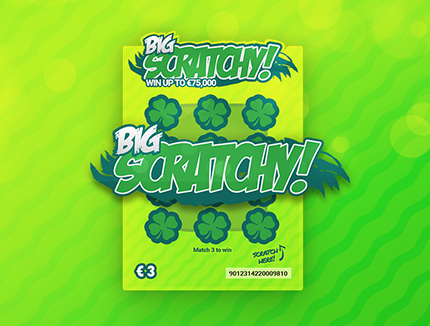 BIG
SCRATCHY!
WIN UP TO €75,000
BIG
SCRATCHY!
Match 3 to win
SCRATCH
HERE!
€3
9012314220009810